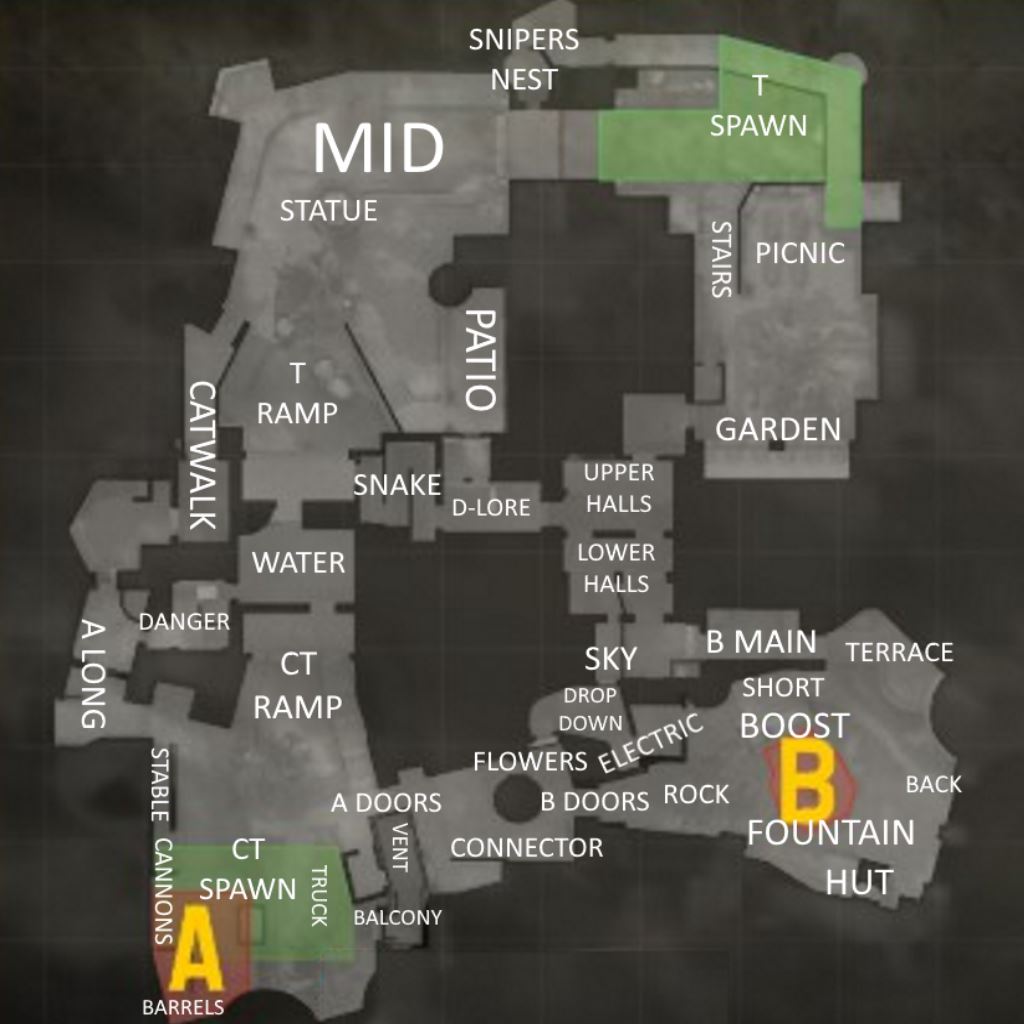 SNIPERS
NEST
T
SPAWN
MID
STATUE
STAIRS
PICNIC
PATIO
T
RAMP
CATWALK
GARDEN
SNAKE
D-LORE
UPPER
HALLS
WATER
LOWER
HALLS
DANGER
A LONG
CT
RAMP
SKY
B MAIN
TERRACE
SHORT
DROP
DOWN
BOOST
ELECTRIC
FLOWERS
B
STABLE
A DOORS
B DOORS
ROCK
BACK
VENT
CONNECTOR
FOUNTAIN
HUT
CANNONS
CT
SPAWN
TRUCK
BALCONY
A
BARRELS